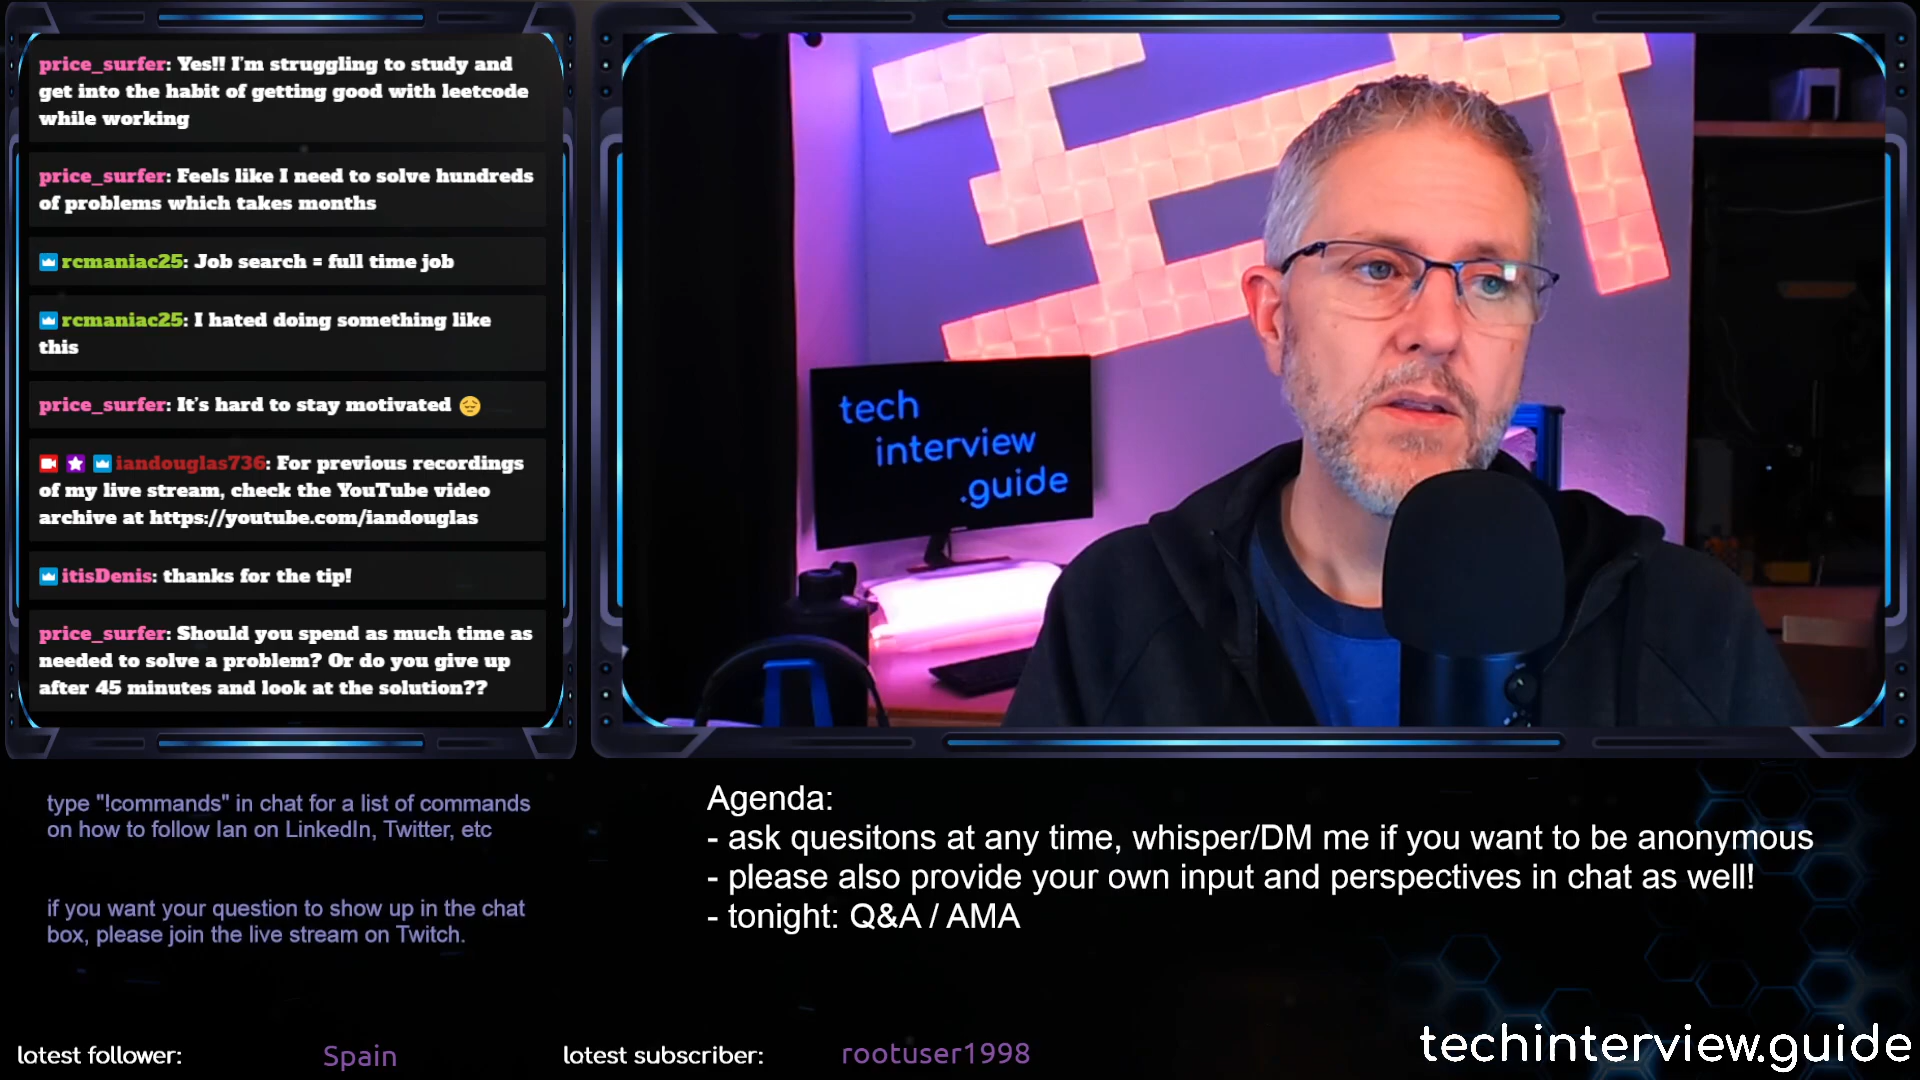 price_surfer: Yes!! I'm struggling to study and
get into the habit of getting good with leetcode
while working
price_surfer: Feels like I need to solve hundreds
of problems which takes months
rcmaniac25: Job search = full time job
rcmaniac25: I hated doing something like
this
price_surfer: It's hard to stay motivated 😔
iandouglas736: For previous recordings
of my live stream, check the YouTube video
archive at https://youtube.com/iandouglas
itisDenis: thanks for the tip!
price_surfer: Should you spend as much time as
needed to solve a problem? Or do you give up
after 45 minutes and look at the solution??
tech
interview
.guide
type "!commands" in chat for a list of commands
on how to follow Ian on LinkedIn, Twitter, etc
if you want your question to show up in the chat
box, please join the live stream on Twitch.
Agenda:
- ask quesitons at any time, whisper/DM me if you want to be anonymous
- please also provide your own input and perspectives in chat as well!
- tonight: Q&A / AMA
latest follower: Spain
latest subscriber: rootuser1998
techinterview.guide